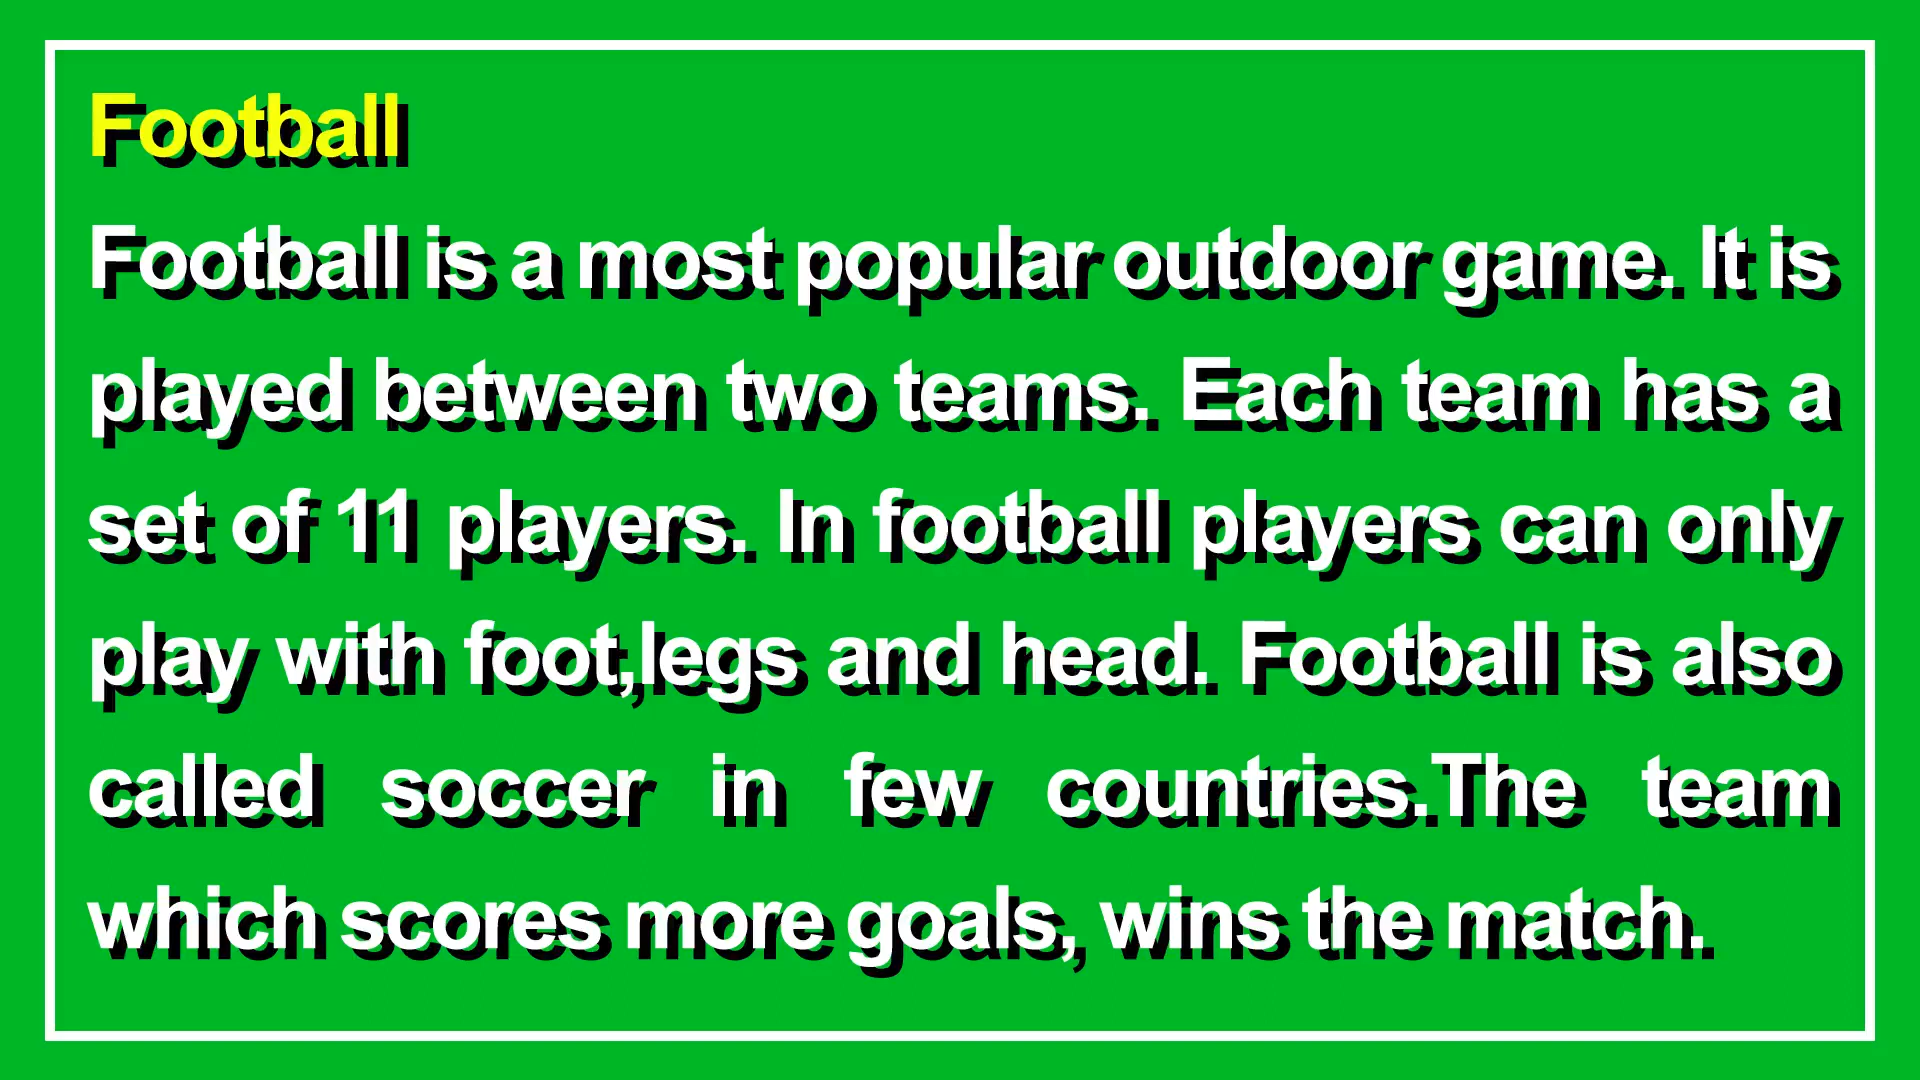 Football
Football is a most popular outdoor game. It is
played between two teams. Each team has a
set of 11 players. In football players can only
play with foot,legs and head. Football is also
called soccer in few countries.The team
which scores more goals, wins the match.